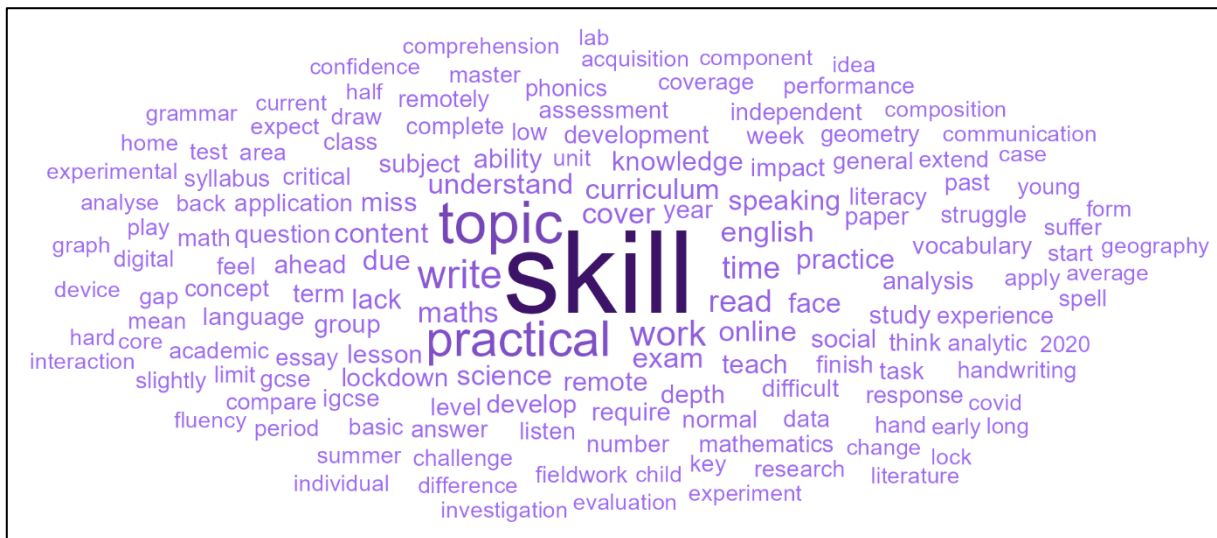 comprehension lab
confidence master acquisition component idea
grammar current half remotely phonics coverage performance
expect draw complete low assessment independent composition
home test area class development week geometry communication
experimental syllabus critical subject ability unit knowledge impact general extend case
analyse back application miss understand curriculum speaking literacy past young
play math question content topic cover year english paper struggle suffer form
graph digital feel ahead due write skill time practice vocabulary start geography
device gap concept term lack maths read face analysis apply average
mean language group practical work online study experience spell
hard core academic essay lesson exam teach social think analytic 2020
interaction slightly limit gcse lockdown science remote depth finish task handwriting
compare igcse level develop require difficult response covid
fluency period basic answer listen normal data hand early long
summer challenge number mathematics change lock
individual difference fieldwork child key research literature
investigation evaluation experiment